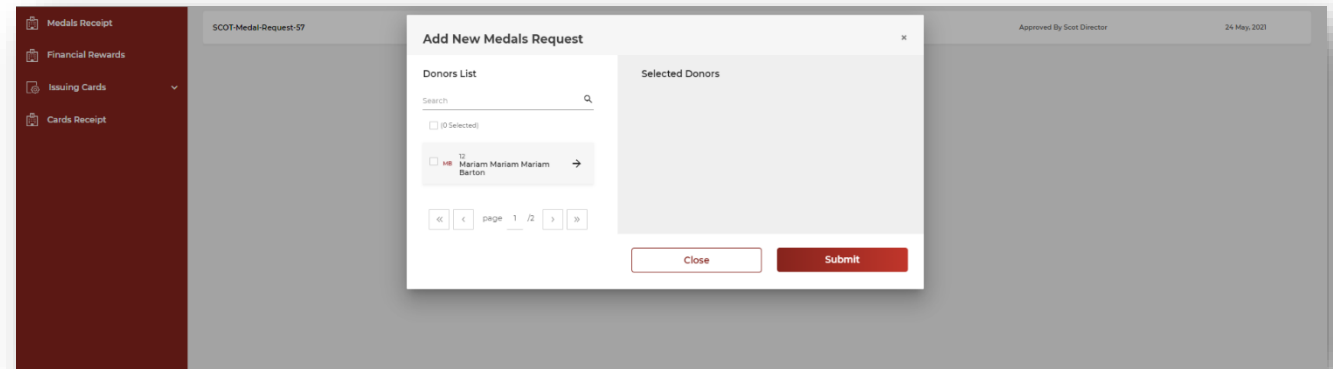 Medals Receipt
Financial Rewards
Issuing Cards
Cards Receipt
SCOT-Medal-Request-57
Approved By Scot Director
24 May, 2021
Add New Medals Request
×
Donors List
Search
(0 Selected)
MB
12
Mariam Mariam Mariam
Barton
« ‹ page 1 /2 › »
Selected Donors
Close
Submit